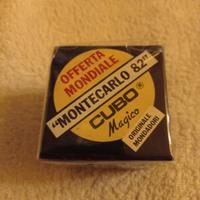 OFFERTA
MONDIALE
"MONTECARLO 82"
CUBO®
Magico
ORIGINALE
MONDADORI